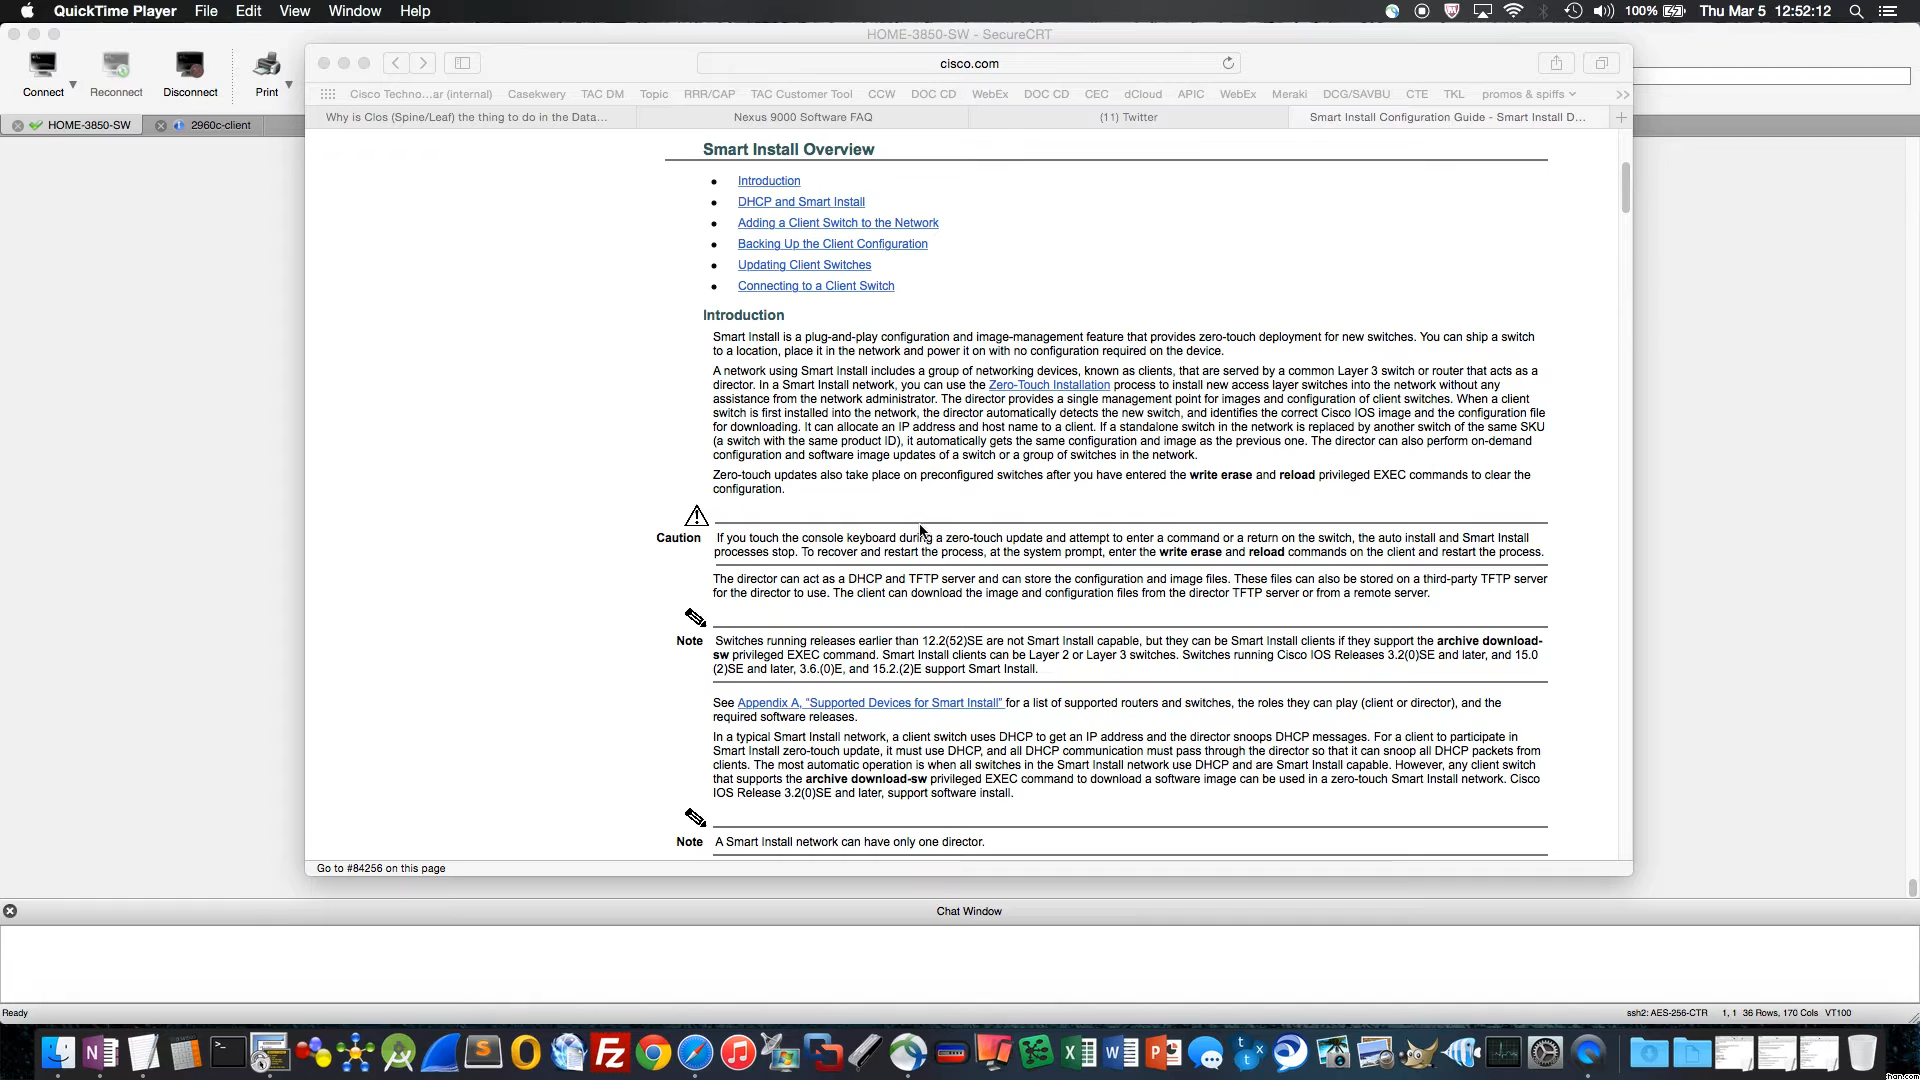 QuickTime Player File Edit View Window Help 100% Thu Mar 5 12:52:12
HOME-3850-SW - SecureCRT
Connect Reconnect Disconnect Print
cisco.com
Cisco Techno...ar (internal) Casekwery TAC DM Topic RRR/CAP TAC Customer Tool CCW DOC CD WebEx DOC CD CEC dCloud APIC WebEx Meraki DCG/SAVBU CTE TKL promos & spiffs
HOME-3850-SW 2960c-client
Why is Clos (Spine/Leaf) the thing to do in the Data... Nexus 9000 Software FAQ (11) Twitter Smart Install Configuration Guide - Smart Install D...
Smart Install Overview
Introduction
DHCP and Smart Install
Adding a Client Switch to the Network
Backing Up the Client Configuration
Updating Client Switches
Connecting to a Client Switch
Introduction
Smart Install is a plug-and-play configuration and image-management feature that provides zero-touch deployment for new switches. You can ship a switch
to a location, place it in the network and power it on with no configuration required on the device.
A network using Smart Install includes a group of networking devices, known as clients, that are served by a common Layer 3 switch or router that acts as a
director. In a Smart Install network, you can use the Zero-Touch Installation process to install new access layer switches into the network without any
assistance from the network administrator. The director provides a single management point for images and configuration of client switches. When a client
switch is first installed into the network, the director automatically detects the new switch, and identifies the correct Cisco IOS image and the configuration file
for downloading. It can allocate an IP address and host name to a client. If a standalone switch in the network is replaced by another switch of the same SKU
(a switch with the same product ID), it automatically gets the same configuration and image as the previous one. The director can also perform on-demand
configuration and software image updates of a switch or a group of switches in the network.
Zero-touch updates also take place on preconfigured switches after you have entered the write erase and reload privileged EXEC commands to clear the
configuration.
Caution If you touch the console keyboard during a zero-touch update and attempt to enter a command or a return on the switch, the auto install and Smart Install
processes stop. To recover and restart the process, at the system prompt, enter the write erase and reload commands on the client and restart the process.
The director can act as a DHCP and TFTP server and can store the configuration and image files. These files can also be stored on a third-party TFTP server
for the director to use. The client can download the image and configuration files from the director TFTP server or from a remote server.
Note Switches running releases earlier than 12.2(52)SE are not Smart Install capable, but they can be Smart Install clients if they support the archive download-
sw privileged EXEC command. Smart Install clients can be Layer 2 or Layer 3 switches. Switches running Cisco IOS Releases 3.2(0)SE and later, and 15.0
(2)SE and later, 3.6.(0)E, and 15.2.(2)E support Smart Install.
See Appendix A, "Supported Devices for Smart Install" for a list of supported routers and switches, the roles they can play (client or director), and the
required software releases.
In a typical Smart Install network, a client switch uses DHCP to get an IP address and the director snoops DHCP messages. For a client to participate in
Smart Install zero-touch update, it must use DHCP, and all DHCP communication must pass through the director so that it can snoop all DHCP packets from
clients. The most automatic operation is when all switches in the Smart Install network use DHCP and are Smart Install capable. However, any client switch
that supports the archive download-sw privileged EXEC command to download a software image can be used in a zero-touch Smart Install network. Cisco
IOS Release 3.2(0)SE and later, support software install.
Note A Smart Install network can have only one director.
Go to #84256 on this page
Chat Window
Ready ssh2: AES-256-CTR 1, 1 36 Rows, 170 Cols VT100